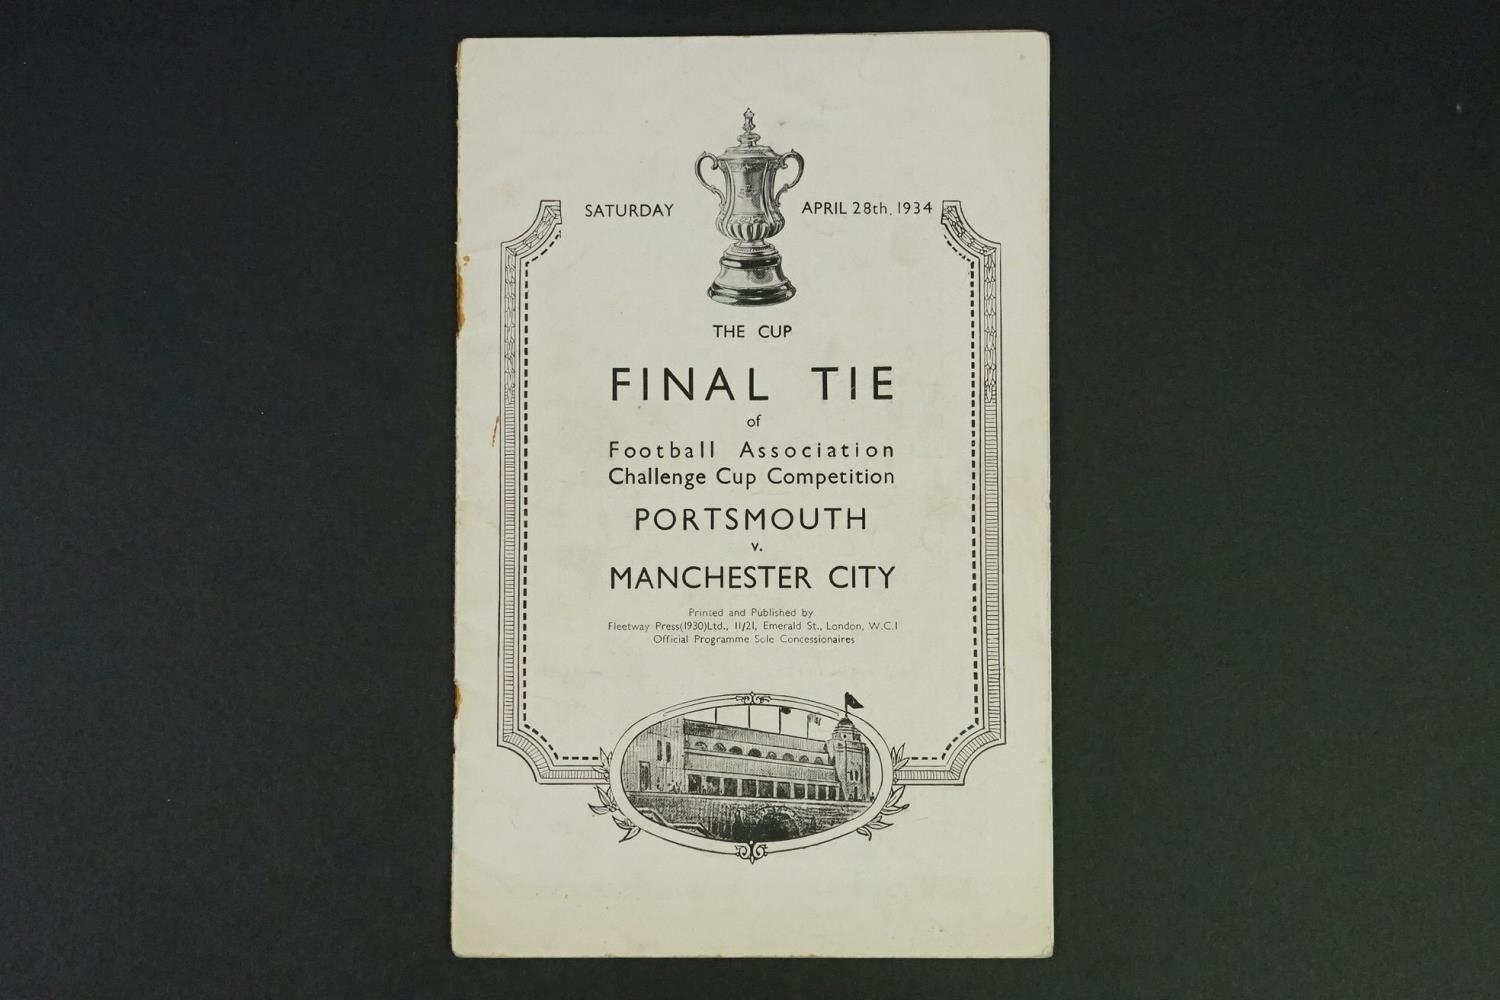 SATURDAY APRIL 28th, 1934
THE CUP
FINAL TIE
of
Football Association
Challenge Cup Competition
PORTSMOUTH
v.
MANCHESTER CITY
Printed and Published by
Fleetway Press(1930)Ltd., 11/21, Emerald St., London, W.C.1
Official Programme Sole Concessionaires